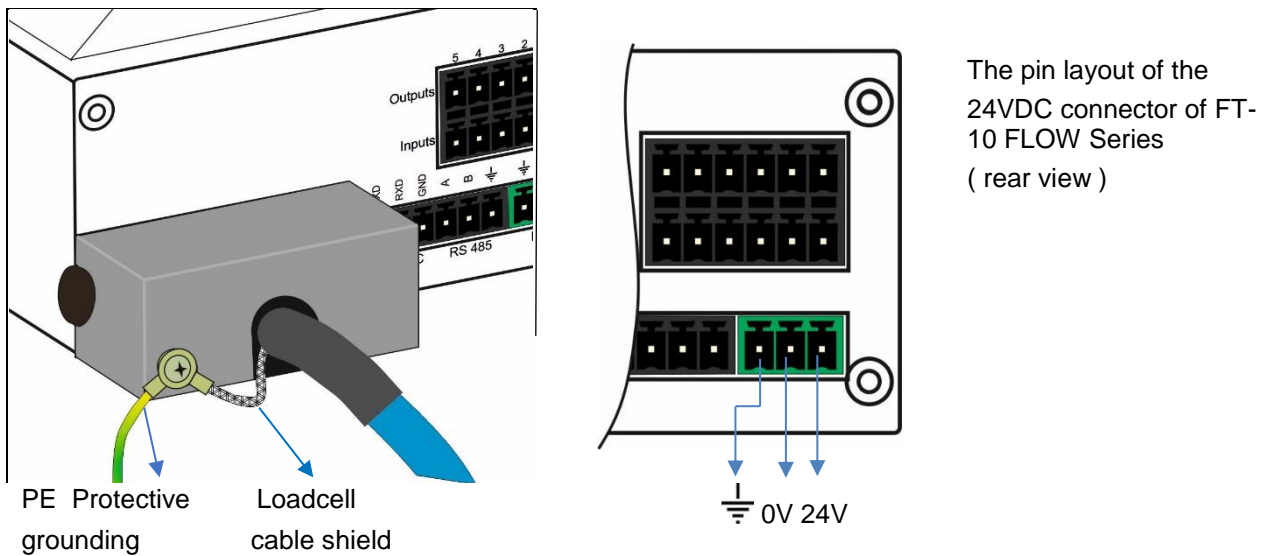 5 4 3 2
Outputs
Inputs
XD
RXD
GND
A
B
C
RS 485
PE Protective
grounding
Loadcell
cable shield
0V 24V
The pin layout of the
24VDC connector of FT-
10 FLOW Series
( rear view )